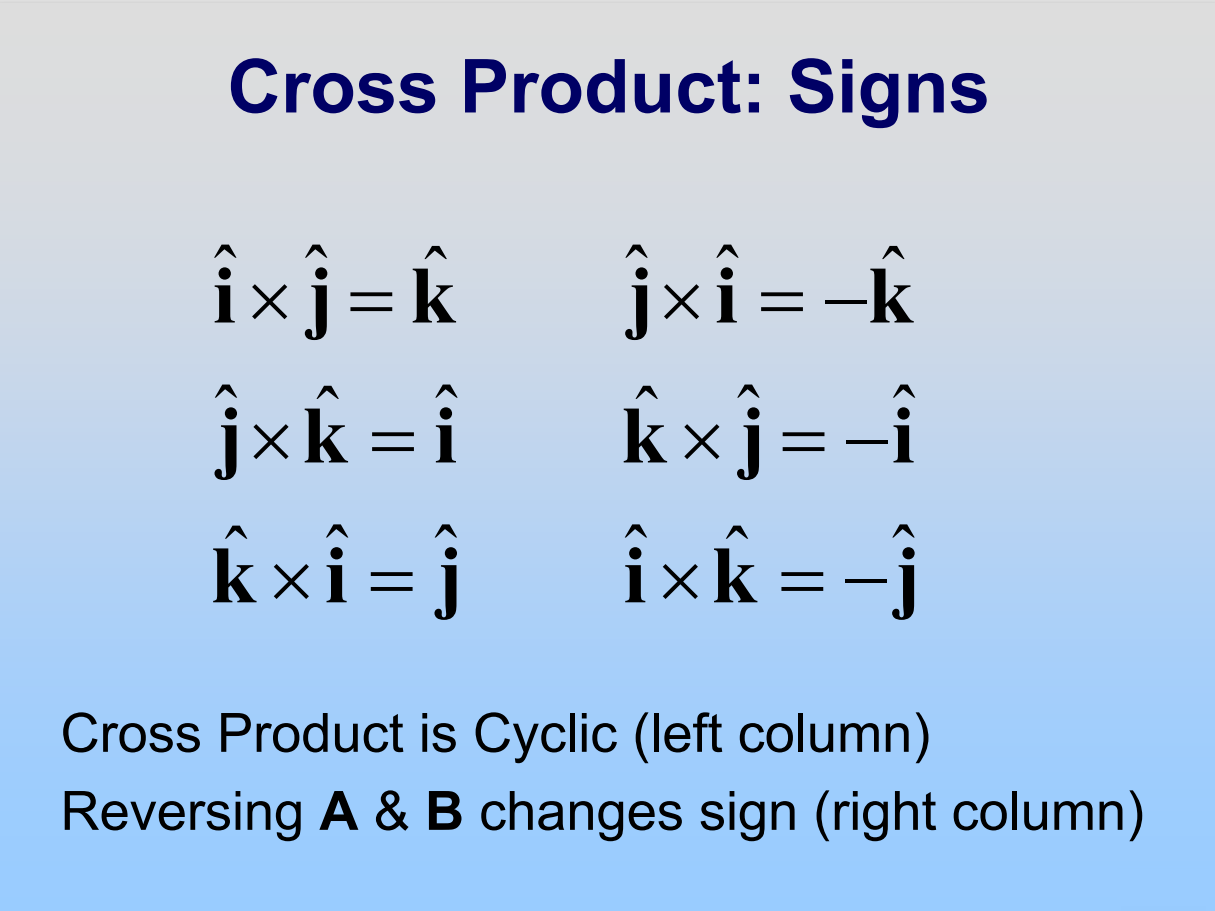 Cross Product: Signs
î × ĵ = k̂ ĵ × î = −k̂
ĵ × k̂ = î k̂ × ĵ = −î
k̂ × î = ĵ î × k̂ = −ĵ
Cross Product is Cyclic (left column)
Reversing A & B changes sign (right column)